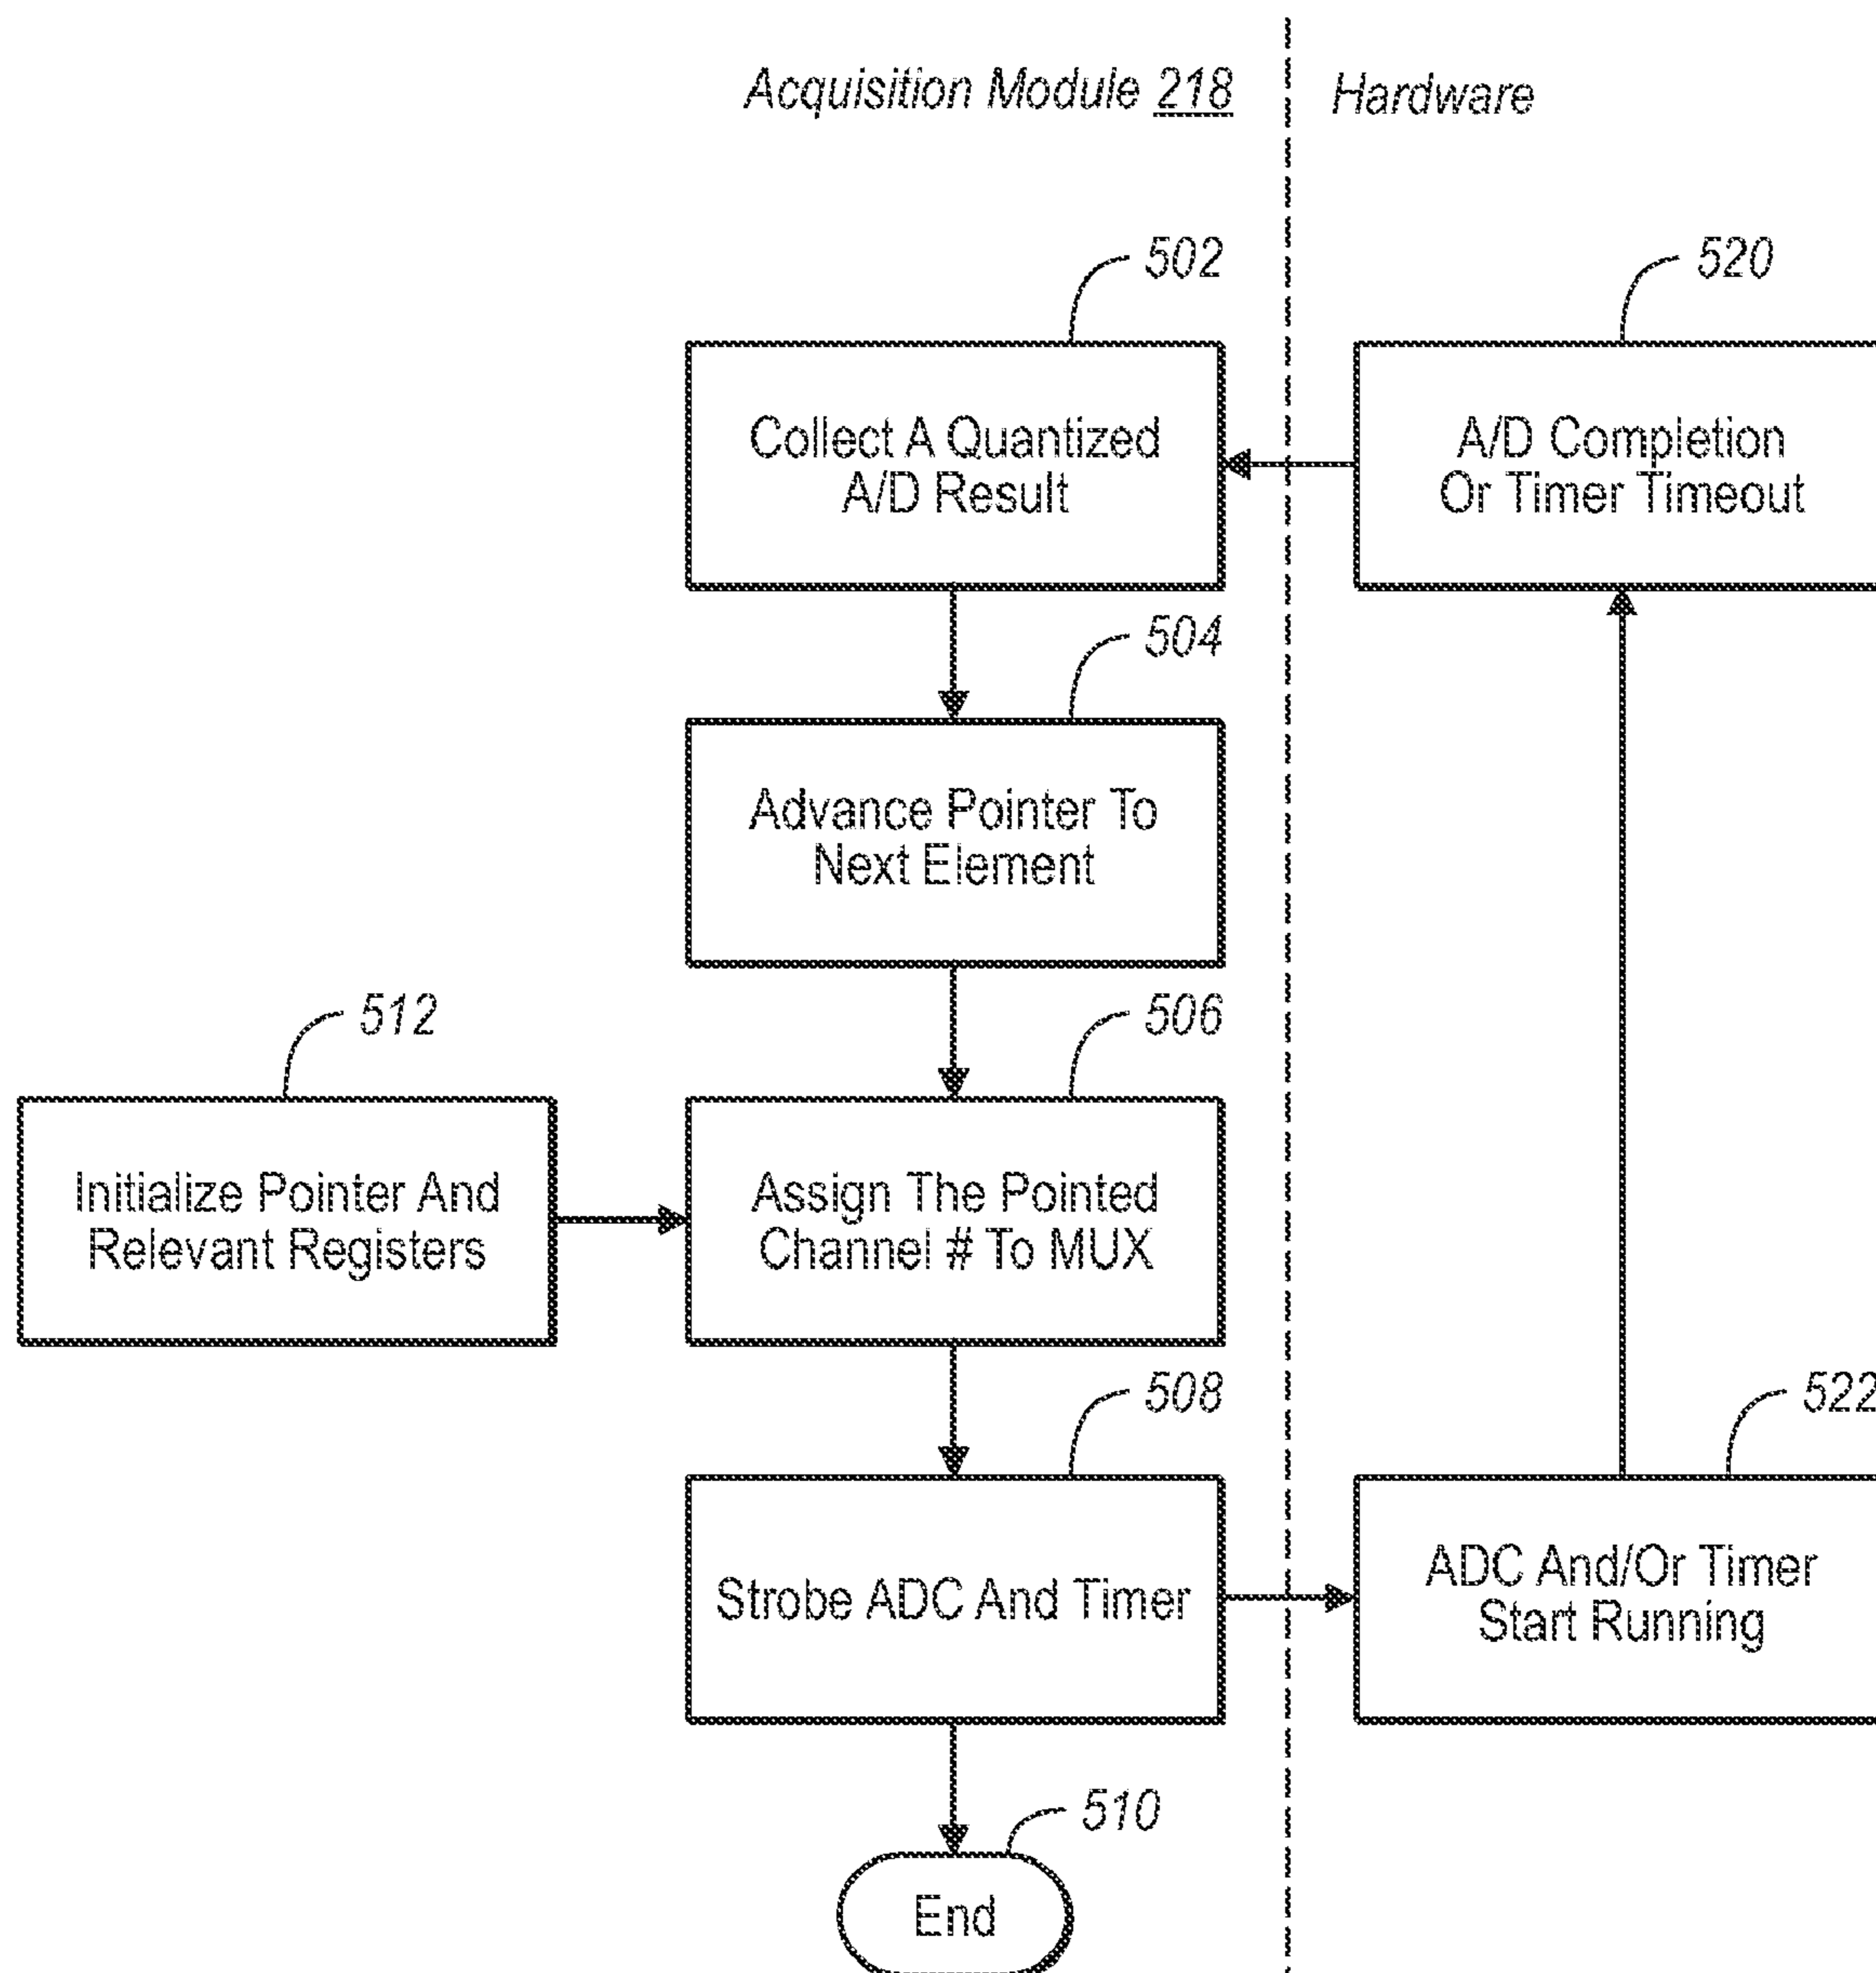 Acquisition Module 218
Hardware
502
520
Collect A Quantized
A/D Result
A/D Completion
Or Timer Timeout
504
Advance Pointer To
Next Element
512
506
Initialize Pointer And
Relevant Registers
Assign The Pointed
Channel # To MUX
508
522
Strobe ADC And Timer
ADC And/Or Timer
Start Running
510
End